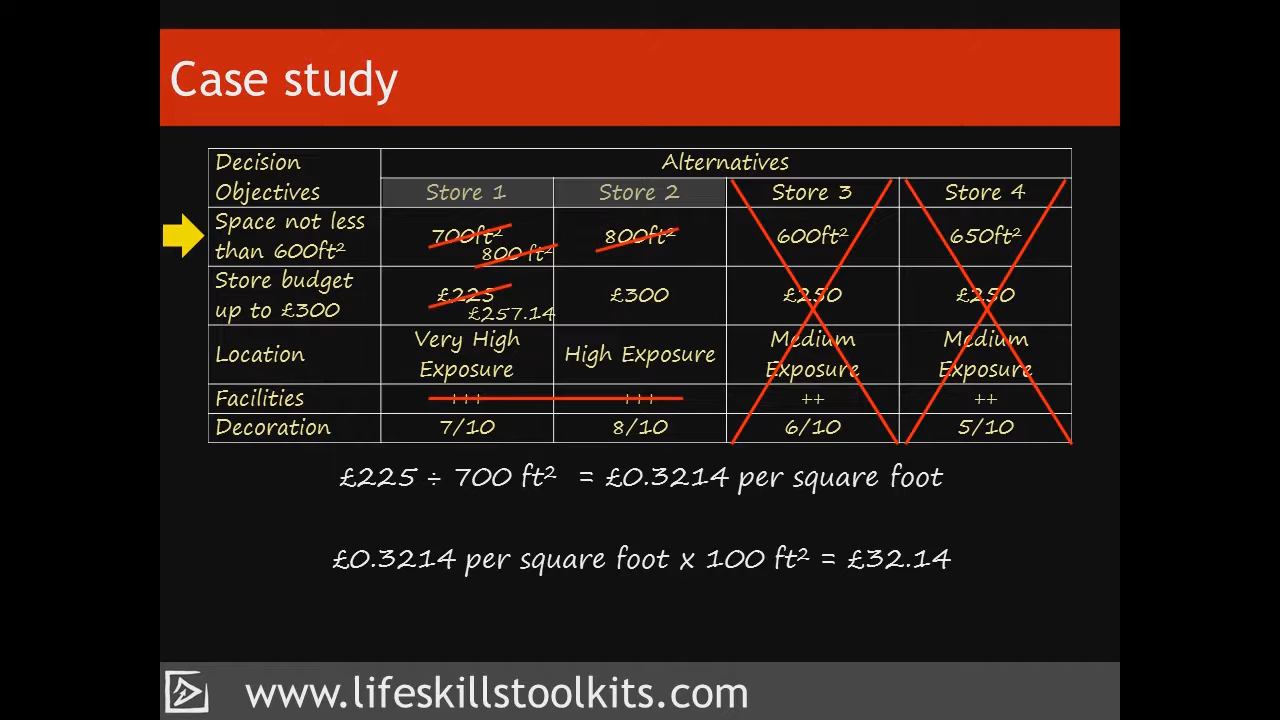 Case study
Decision Objectives
Alternatives
Store 1 Store 2 Store 3 Store 4
Space not less than 600ft² 700ft² 800 ft² 800ft² 600ft² 650ft²
Store budget up to £300 £225 £257.14 £300 £250 £250
Location Very High Exposure High Exposure Medium Exposure Medium Exposure
Facilities +++ +++ ++ ++
Decoration 7/10 8/10 6/10 5/10
£225 ÷ 700 ft² = £0.3214 per square foot
£0.3214 per square foot x 100 ft² = £32.14
www.lifeskillstoolkits.com